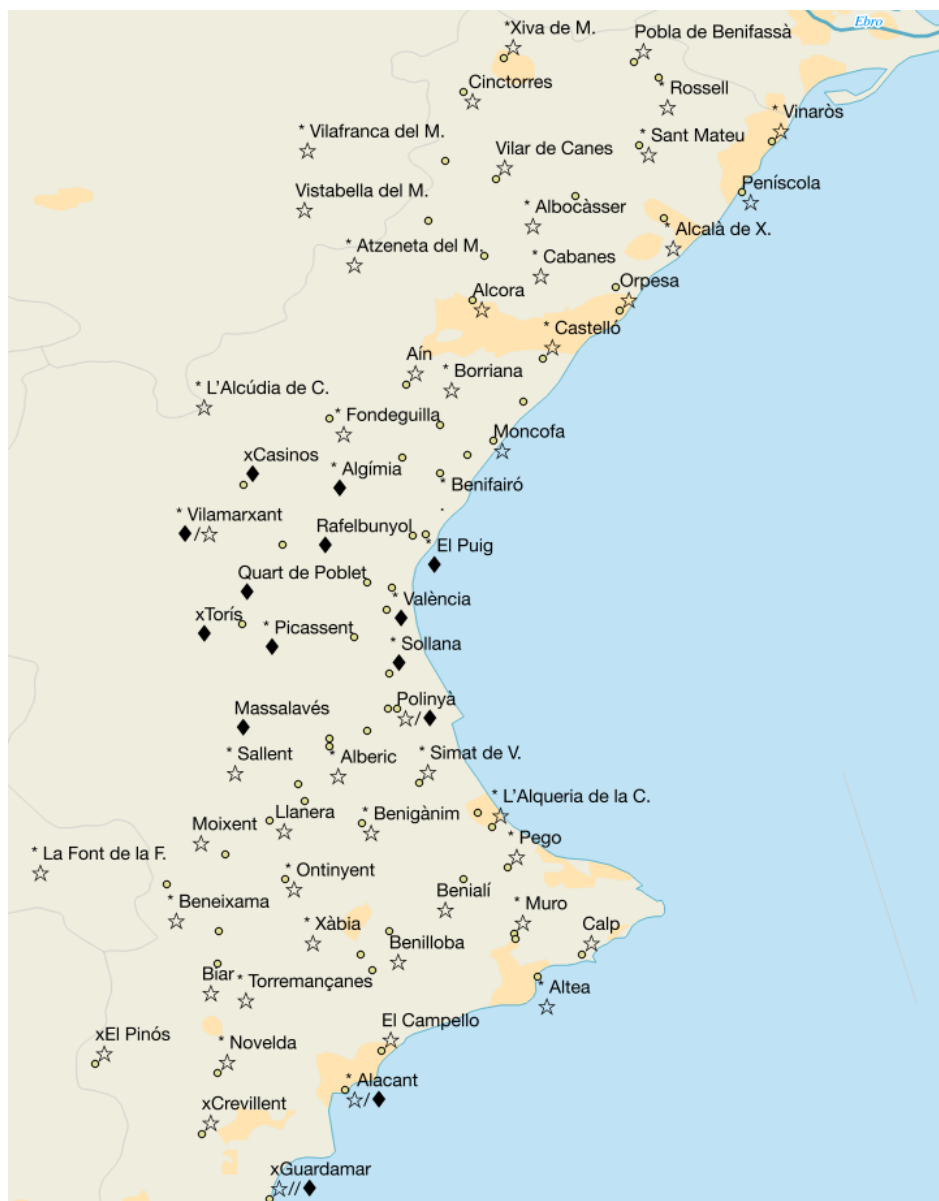 Ebro
*Xiva de M.
Pobla de Benifassà
Cinctorres
* Rossell
* Vinaròs
* Vilafranca del M.
* Sant Mateu
Vilar de Canes
Vistabella del M.
Peníscola
* Albocàsser
* Alcalà de X.
* Atzeneta del M.
* Cabanes
Orpesa
Alcora
* Castelló
Aín
* Borriana
* L'Alcúdia de C.
* Fondeguilla
Moncofa
xCasinos
* Algímia
* Benifairó
* Vilamarxant
/
Rafelbunyol
* El Puig
Quart de Poblet
* València
xTorís
* Picassent
* Sollana
Massalavés
Polinyà
/
* Sallent
* Alberic
* Simat de V.
* L'Alqueria de la C.
Llanera
* Benigànim
Moixent
* Pego
* La Font de la F.
* Ontinyent
Benialí
* Beneixama
* Muro
* Xàbia
Calp
Benilloba
Biar
* Torremançanes
* Altea
El Campello
xEl Pinós
* Novelda
* Alacant
/
xCrevillent
xGuardamar
//